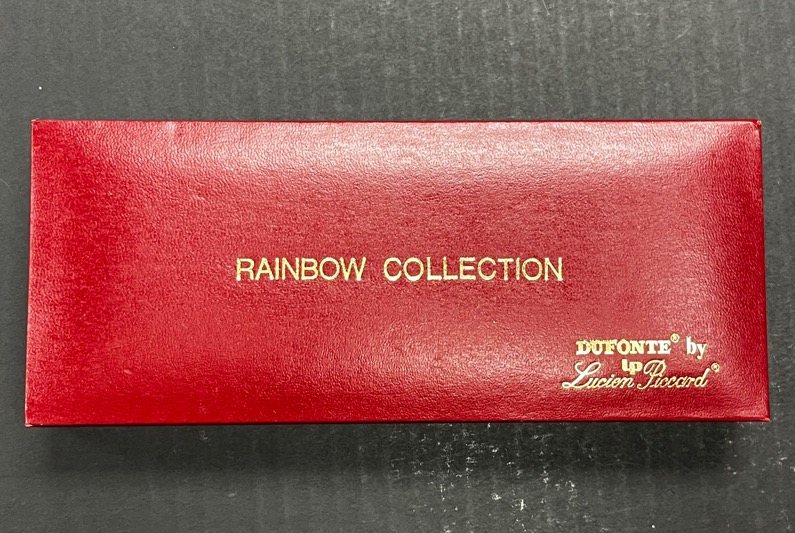 RAINBOW COLLECTION
DUFONTE® by
LP
Lucien Piccard®